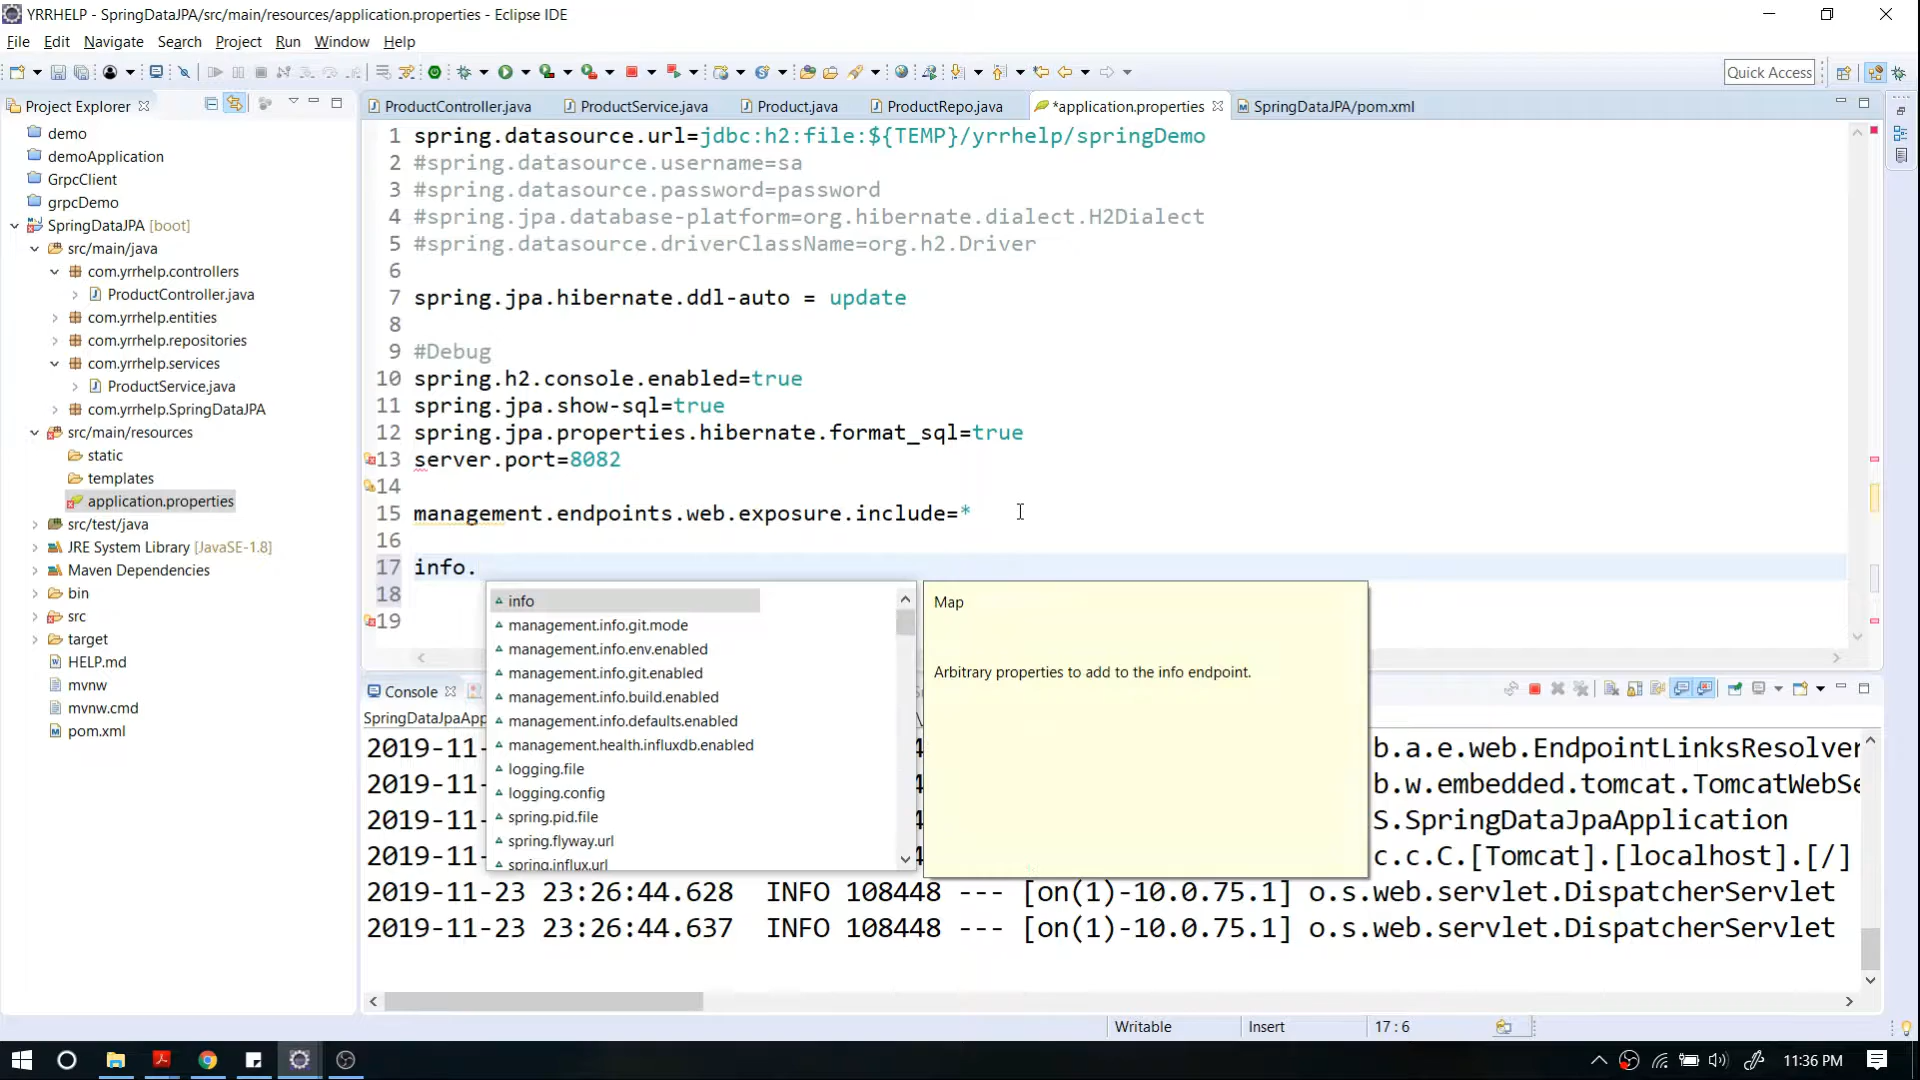 YRRHELP - SpringDataJPA/src/main/resources/application.properties - Eclipse IDE
File Edit Navigate Search Project Run Window Help
Quick Access
Project Explorer
ProductController.java ProductService.java Product.java ProductRepo.java *application.properties SpringDataJPA/pom.xml
demo
demoApplication
GrpcClient
grpcDemo
SpringDataJPA [boot]
src/main/java
com.yrrhelp.controllers
ProductController.java
com.yrrhelp.entities
com.yrrhelp.repositories
com.yrrhelp.services
ProductService.java
com.yrrhelp.SpringDataJPA
src/main/resources
static
templates
application.properties
src/test/java
JRE System Library [JavaSE-1.8]
Maven Dependencies
bin
src
target
HELP.md
mvnw
mvnw.cmd
pom.xml
1 spring.datasource.url=jdbc:h2:file:${TEMP}/yrrhelp/springDemo
2 #spring.datasource.username=sa
3 #spring.datasource.password=password
4 #spring.jpa.database-platform=org.hibernate.dialect.H2Dialect
5 #spring.datasource.driverClassName=org.h2.Driver
6
7 spring.jpa.hibernate.ddl-auto = update
8
9 #Debug
10 spring.h2.console.enabled=true
11 spring.jpa.show-sql=true
12 spring.jpa.properties.hibernate.format_sql=true
13 server.port=8082
14
15 management.endpoints.web.exposure.include=*
16
17 info.
18
19
info
management.info.git.mode
management.info.env.enabled
management.info.git.enabled
management.info.build.enabled
management.info.defaults.enabled
management.health.influxdb.enabled
logging.file
logging.config
spring.pid.file
spring.flyway.url
spring.influx.url
Map
Arbitrary properties to add to the info endpoint.
Console
SpringDataJpaApp
2019-11- b.a.e.web.EndpointLinksResolver
2019-11- b.w.embedded.tomcat.TomcatWebSe
2019-11- S.SpringDataJpaApplication
2019-11- c.c.C.[Tomcat].[localhost].[/]
2019-11-23 23:26:44.628 INFO 108448 --- [on(1)-10.0.75.1] o.s.web.servlet.DispatcherServlet
2019-11-23 23:26:44.637 INFO 108448 --- [on(1)-10.0.75.1] o.s.web.servlet.DispatcherServlet
Writable Insert 17 : 6
11:36 PM